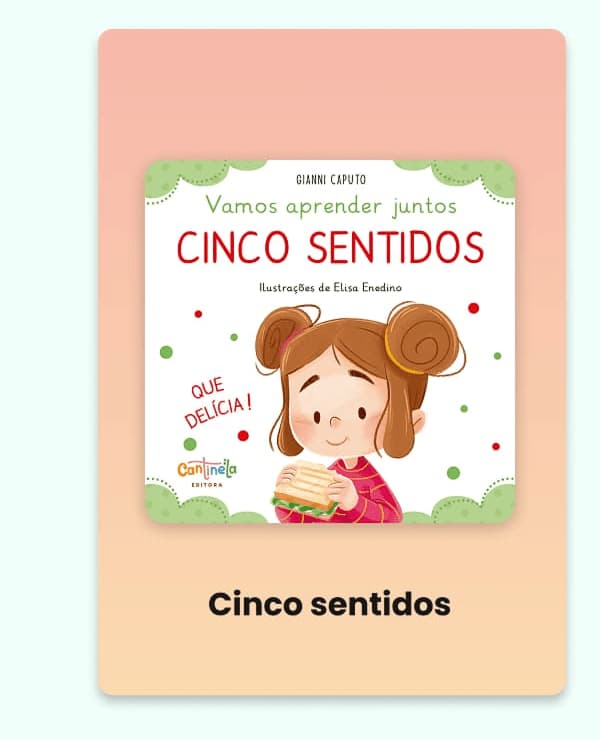 GIANNI CAPUTO
Vamos aprender juntos
CINCO SENTIDOS
Ilustrações de Elisa Enedino
QUE
DELÍCIA!
Cantinela
EDITORA
Cinco sentidos